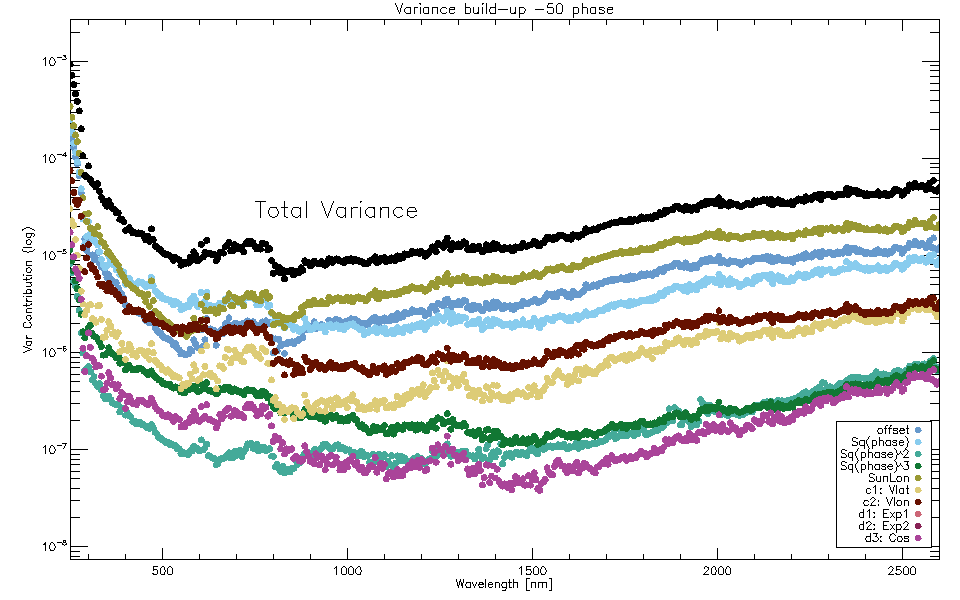 Variance build-up -50 phase
Var Contribution (log)
10^-3
10^-4
10^-5
10^-6
10^-7
10^-8
Total Variance
offset
Sq(phase)
Sq(phase)^2
Sq(phase)^3
SunLon
c1: Vlat
c2: Vlon
d1: Exp1
d2: Exp2
d3: Cos
500 1000 1500 2000 2500
Wavelength [nm]